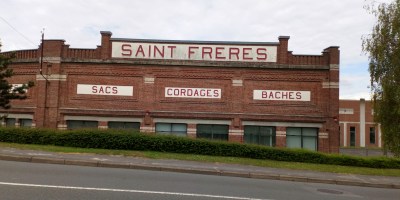 SAINT FRERES
SACS
CORDAGES
BACHES